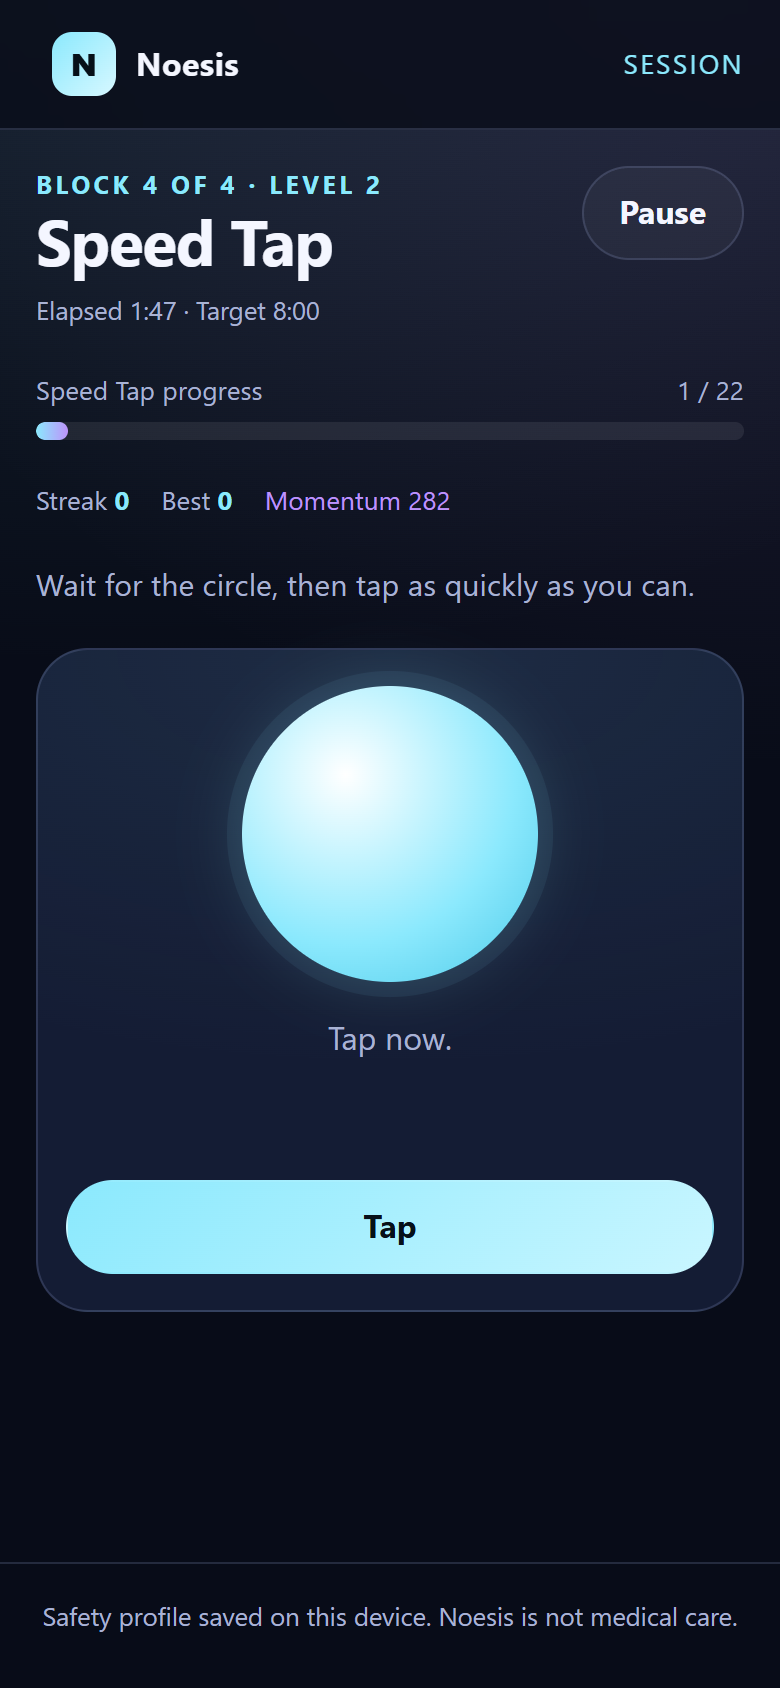 N Noesis
SESSION
BLOCK 4 OF 4 · LEVEL 2
Speed Tap
Pause
Elapsed 1:47 · Target 8:00
Speed Tap progress
1 / 22
Streak 0 Best 0 Momentum 282
Wait for the circle, then tap as quickly as you can.
Tap now.
Tap
Safety profile saved on this device. Noesis is not medical care.